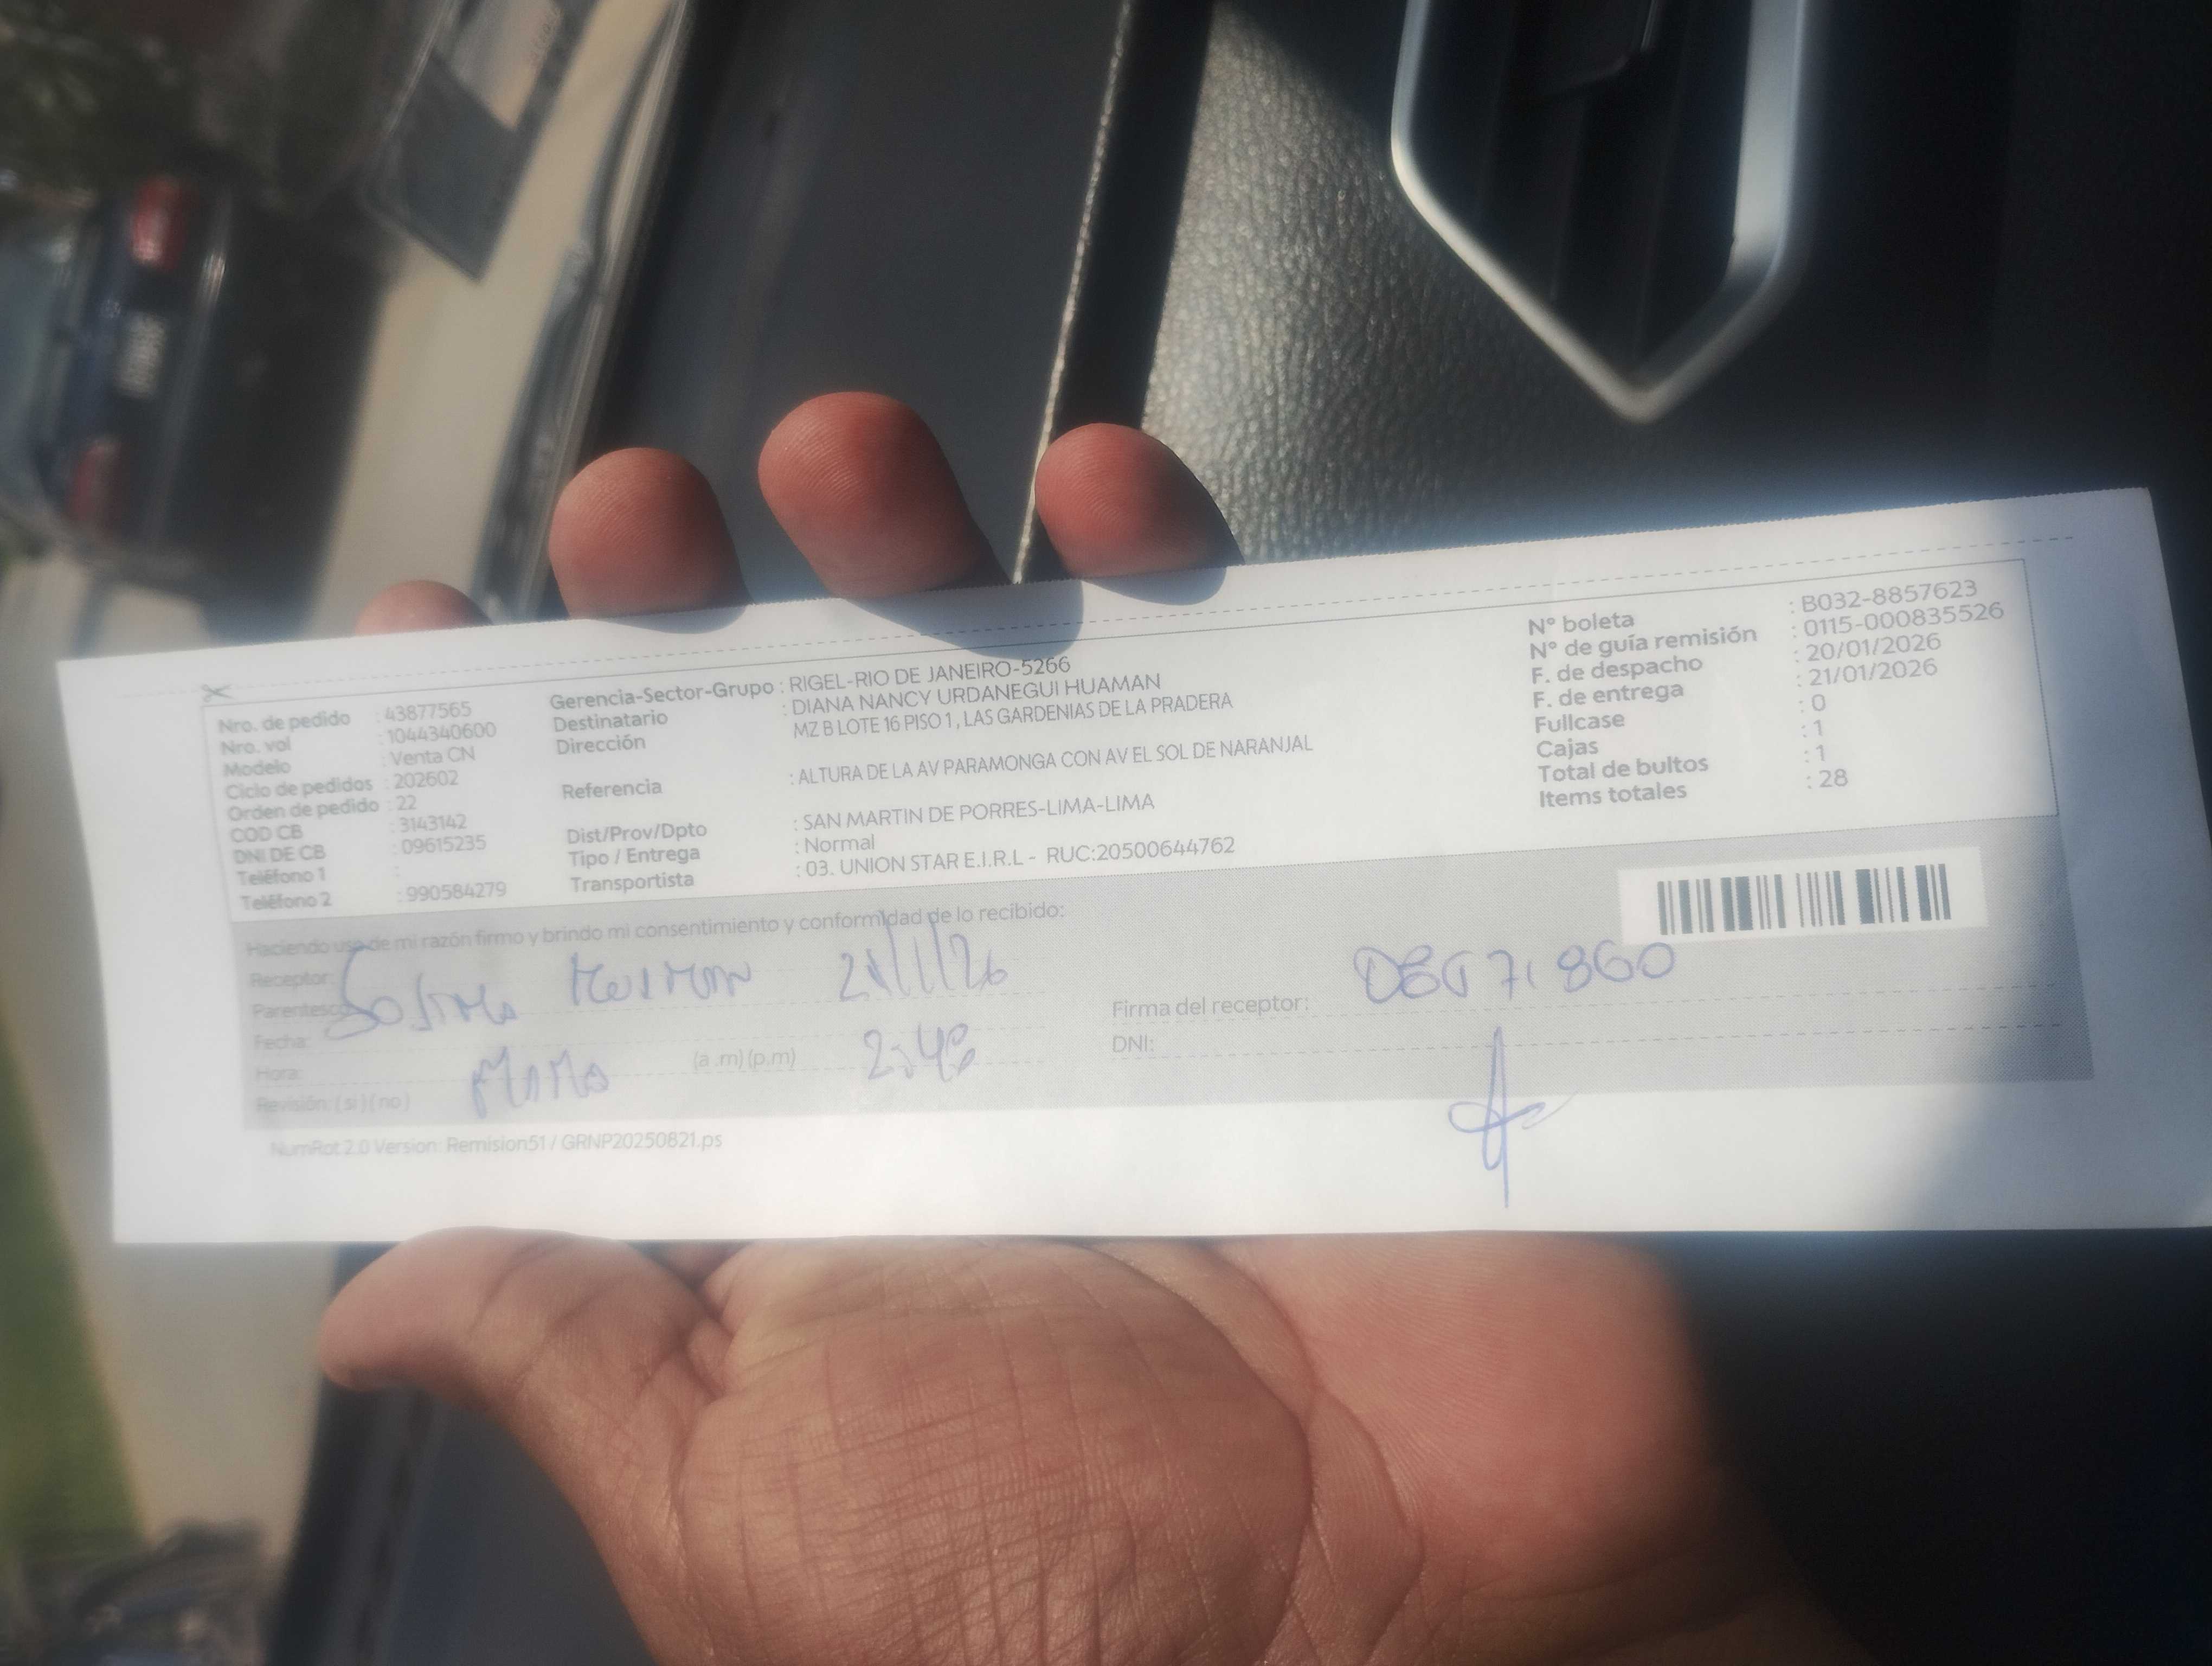 Nro. de pedido : 43877565
Nro. vol : 1044340600
Modelo : Venta CN
Ciclo de pedidos : 202602
Orden de pedido : 22
COD CB : 3143142
DNI DE CB : 09615235
Teléfono 1 :
Teléfono 2 : 990584279
Gerencia-Sector-Grupo : RIGEL-RIO DE JANEIRO-5266
Destinatario : DIANA NANCY URDANEGUI HUAMAN
Dirección MZ B LOTE 16 PISO 1, LAS GARDENIAS DE LA PRADERA
Referencia : ALTURA DE LA AV PARAMONGA CON AV EL SOL DE NARANJAL
Dist/Prov/Dpto : SAN MARTIN DE PORRES-LIMA-LIMA
Tipo / Entrega : Normal
Transportista : 03. UNION STAR E.I.R.L - RUC:20500644762
N° boleta : B032-8857623
N° de guía remisión : 0115-000835526
F. de despacho : 20/01/2026
F. de entrega : 21/01/2026
Fullcase : 0
Cajas : 1
Total de bultos : 1
Items totales : 28
Haciendo uso de mi razón firmo y brindo mi consentimiento y conformidad de lo recibido:
Receptor:
Parentesco
Fecha: 21/1/26
Hora: (a .m) (p.m) 2:48
Revisión: ( si ) ( no )
Firma del receptor:
DNI:
NumRot 2.0 Version: Remision51 / GRNP20250821.ps